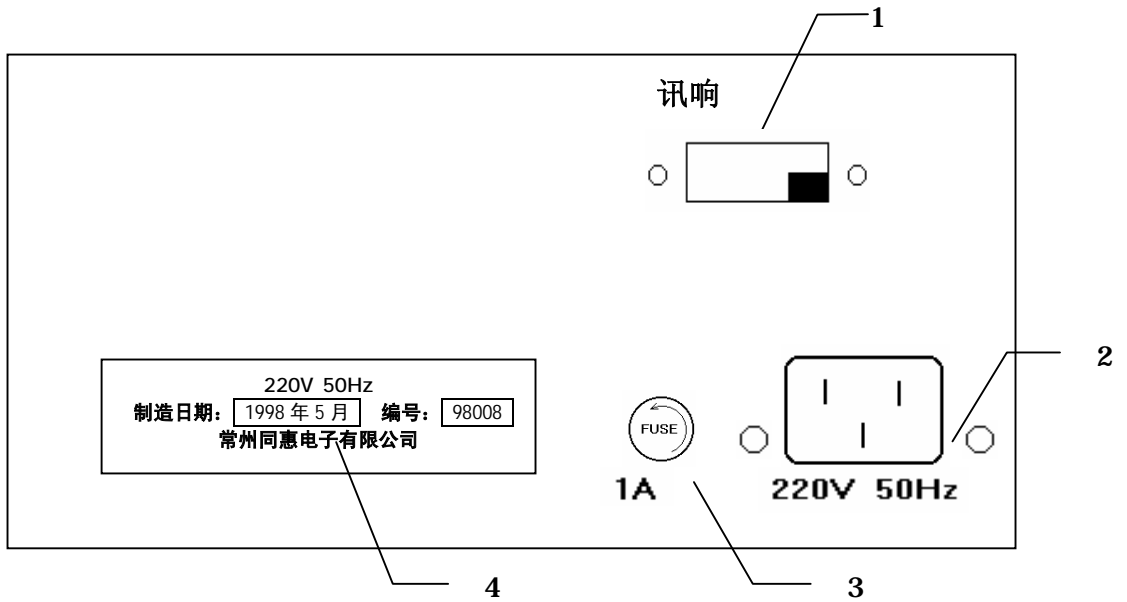 1
讯响
2
220V 50Hz
制造日期： 1998 年 5 月 编号： 98008
常州同惠电子有限公司
FUSE
1A
220V 50Hz
4
3